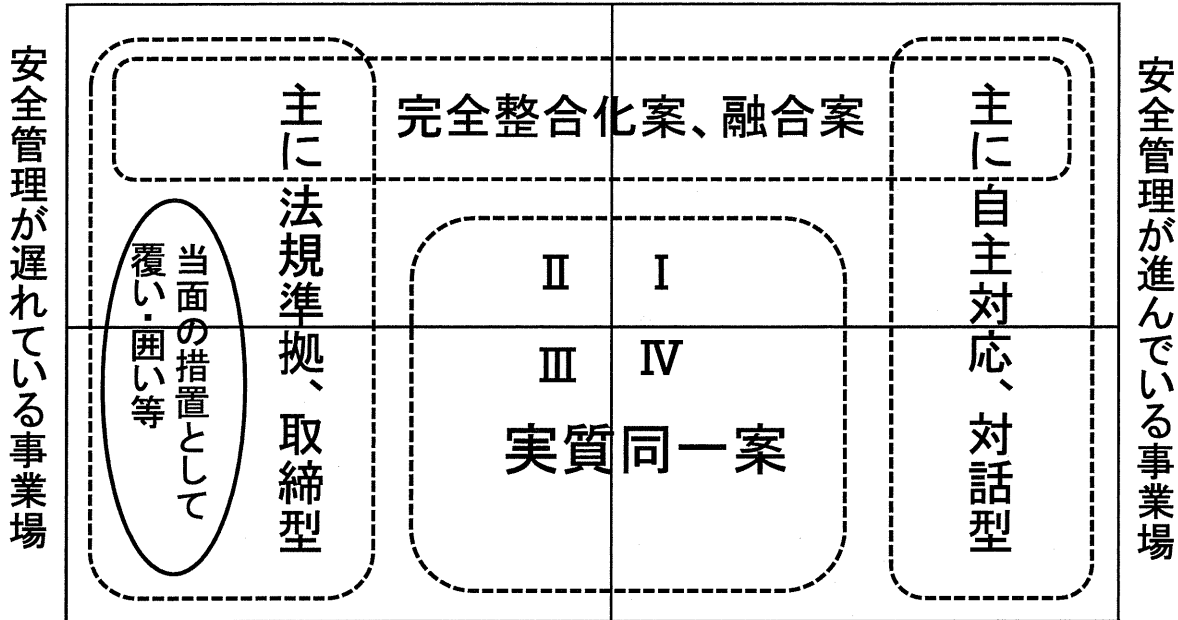 安全管理が遅れている事業場
当面の措置として
覆い・囲い等
主に法規準拠、取締型
完全整合化案、融合案
Ⅱ
Ⅰ
Ⅲ
Ⅳ
実質同一案
主に自主対応、対話型
安全管理が進んでいる事業場